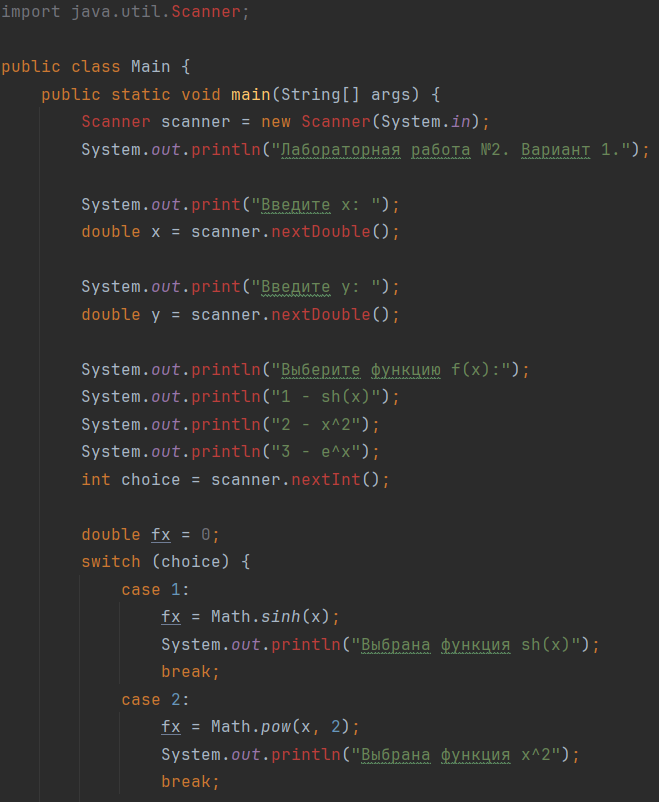 import java.util.Scanner;
public class Main {
public static void main(String[] args) {
Scanner scanner = new Scanner(System.in);
System.out.println("Лабораторная работа №2. Вариант 1.");
System.out.print("Введите x: ");
double x = scanner.nextDouble();
System.out.print("Введите y: ");
double y = scanner.nextDouble();
System.out.println("Выберите функцию f(x):");
System.out.println("1 - sh(x)");
System.out.println("2 - x^2");
System.out.println("3 - e^x");
int choice = scanner.nextInt();
double fx = 0;
switch (choice) {
case 1:
fx = Math.sinh(x);
System.out.println("Выбрана функция sh(x)");
break;
case 2:
fx = Math.pow(x, 2);
System.out.println("Выбрана функция x^2");
break;